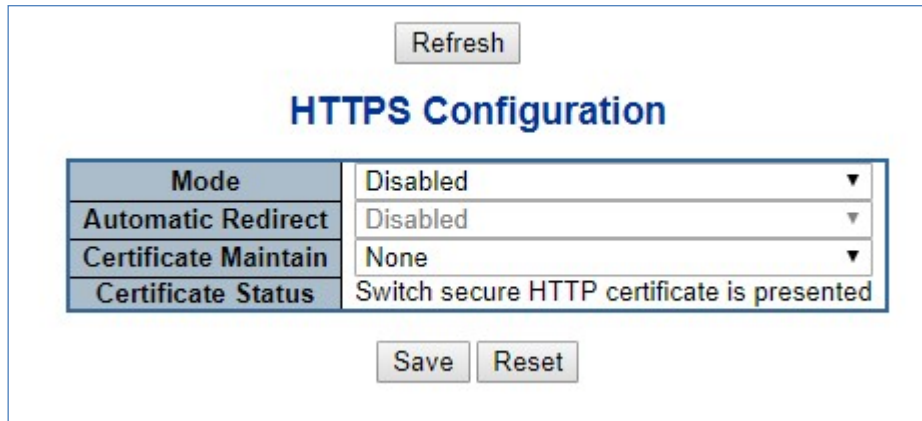 Refresh
HTTPS Configuration
Mode Disabled
Automatic Redirect Disabled
Certificate Maintain None
Certificate Status Switch secure HTTP certificate is presented
Save Reset